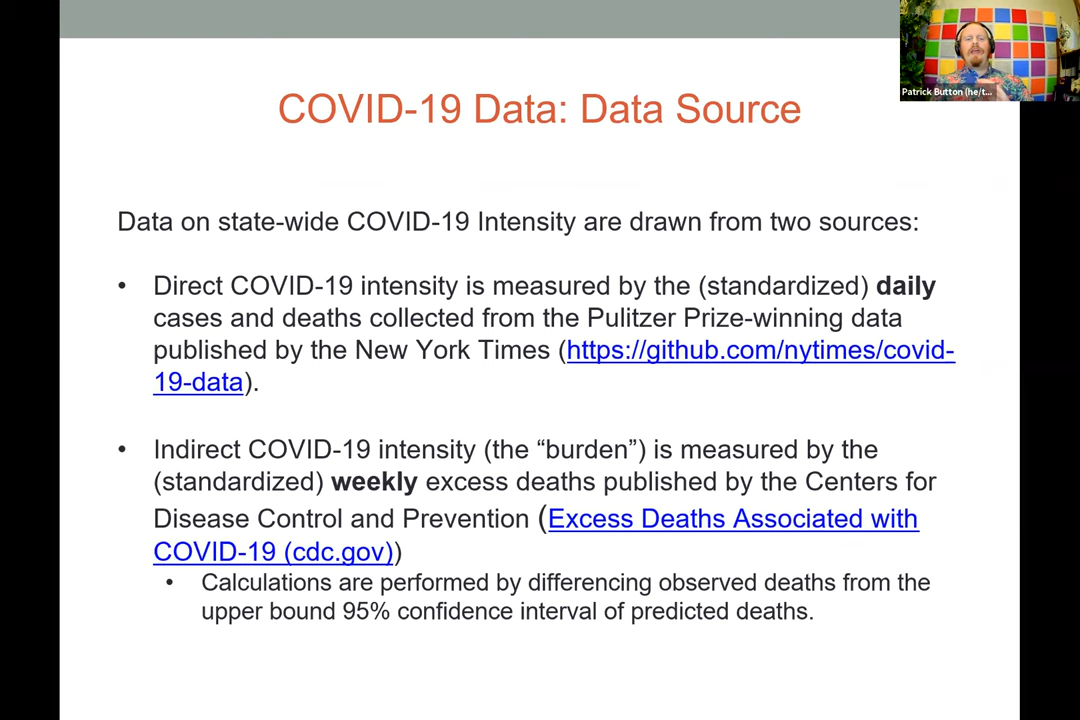 Patrick Button (he/t...
COVID-19 Data: Data Source
Data on state-wide COVID-19 Intensity are drawn from two sources:
• Direct COVID-19 intensity is measured by the (standardized) daily
cases and deaths collected from the Pulitzer Prize-winning data
published by the New York Times (https://github.com/nytimes/covid-
19-data).
• Indirect COVID-19 intensity (the “burden”) is measured by the
(standardized) weekly excess deaths published by the Centers for
Disease Control and Prevention (Excess Deaths Associated with
COVID-19 (cdc.gov))
• Calculations are performed by differencing observed deaths from the
upper bound 95% confidence interval of predicted deaths.